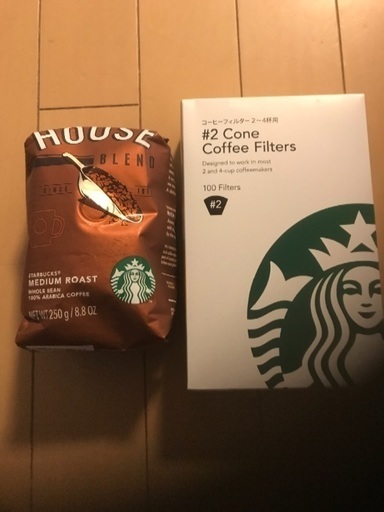 HOUSE
BLEND
SINCE
STARBUCKS®
MEDIUM ROAST
WHOLE BEAN
100% ARABICA COFFEE
NET WT 250 g / 8.8 OZ
コーヒーフィルター 2〜4杯用
#2 Cone
Coffee Filters
Designed to work in most
2 and 4-cup coffeemakers
100 Filters
#2